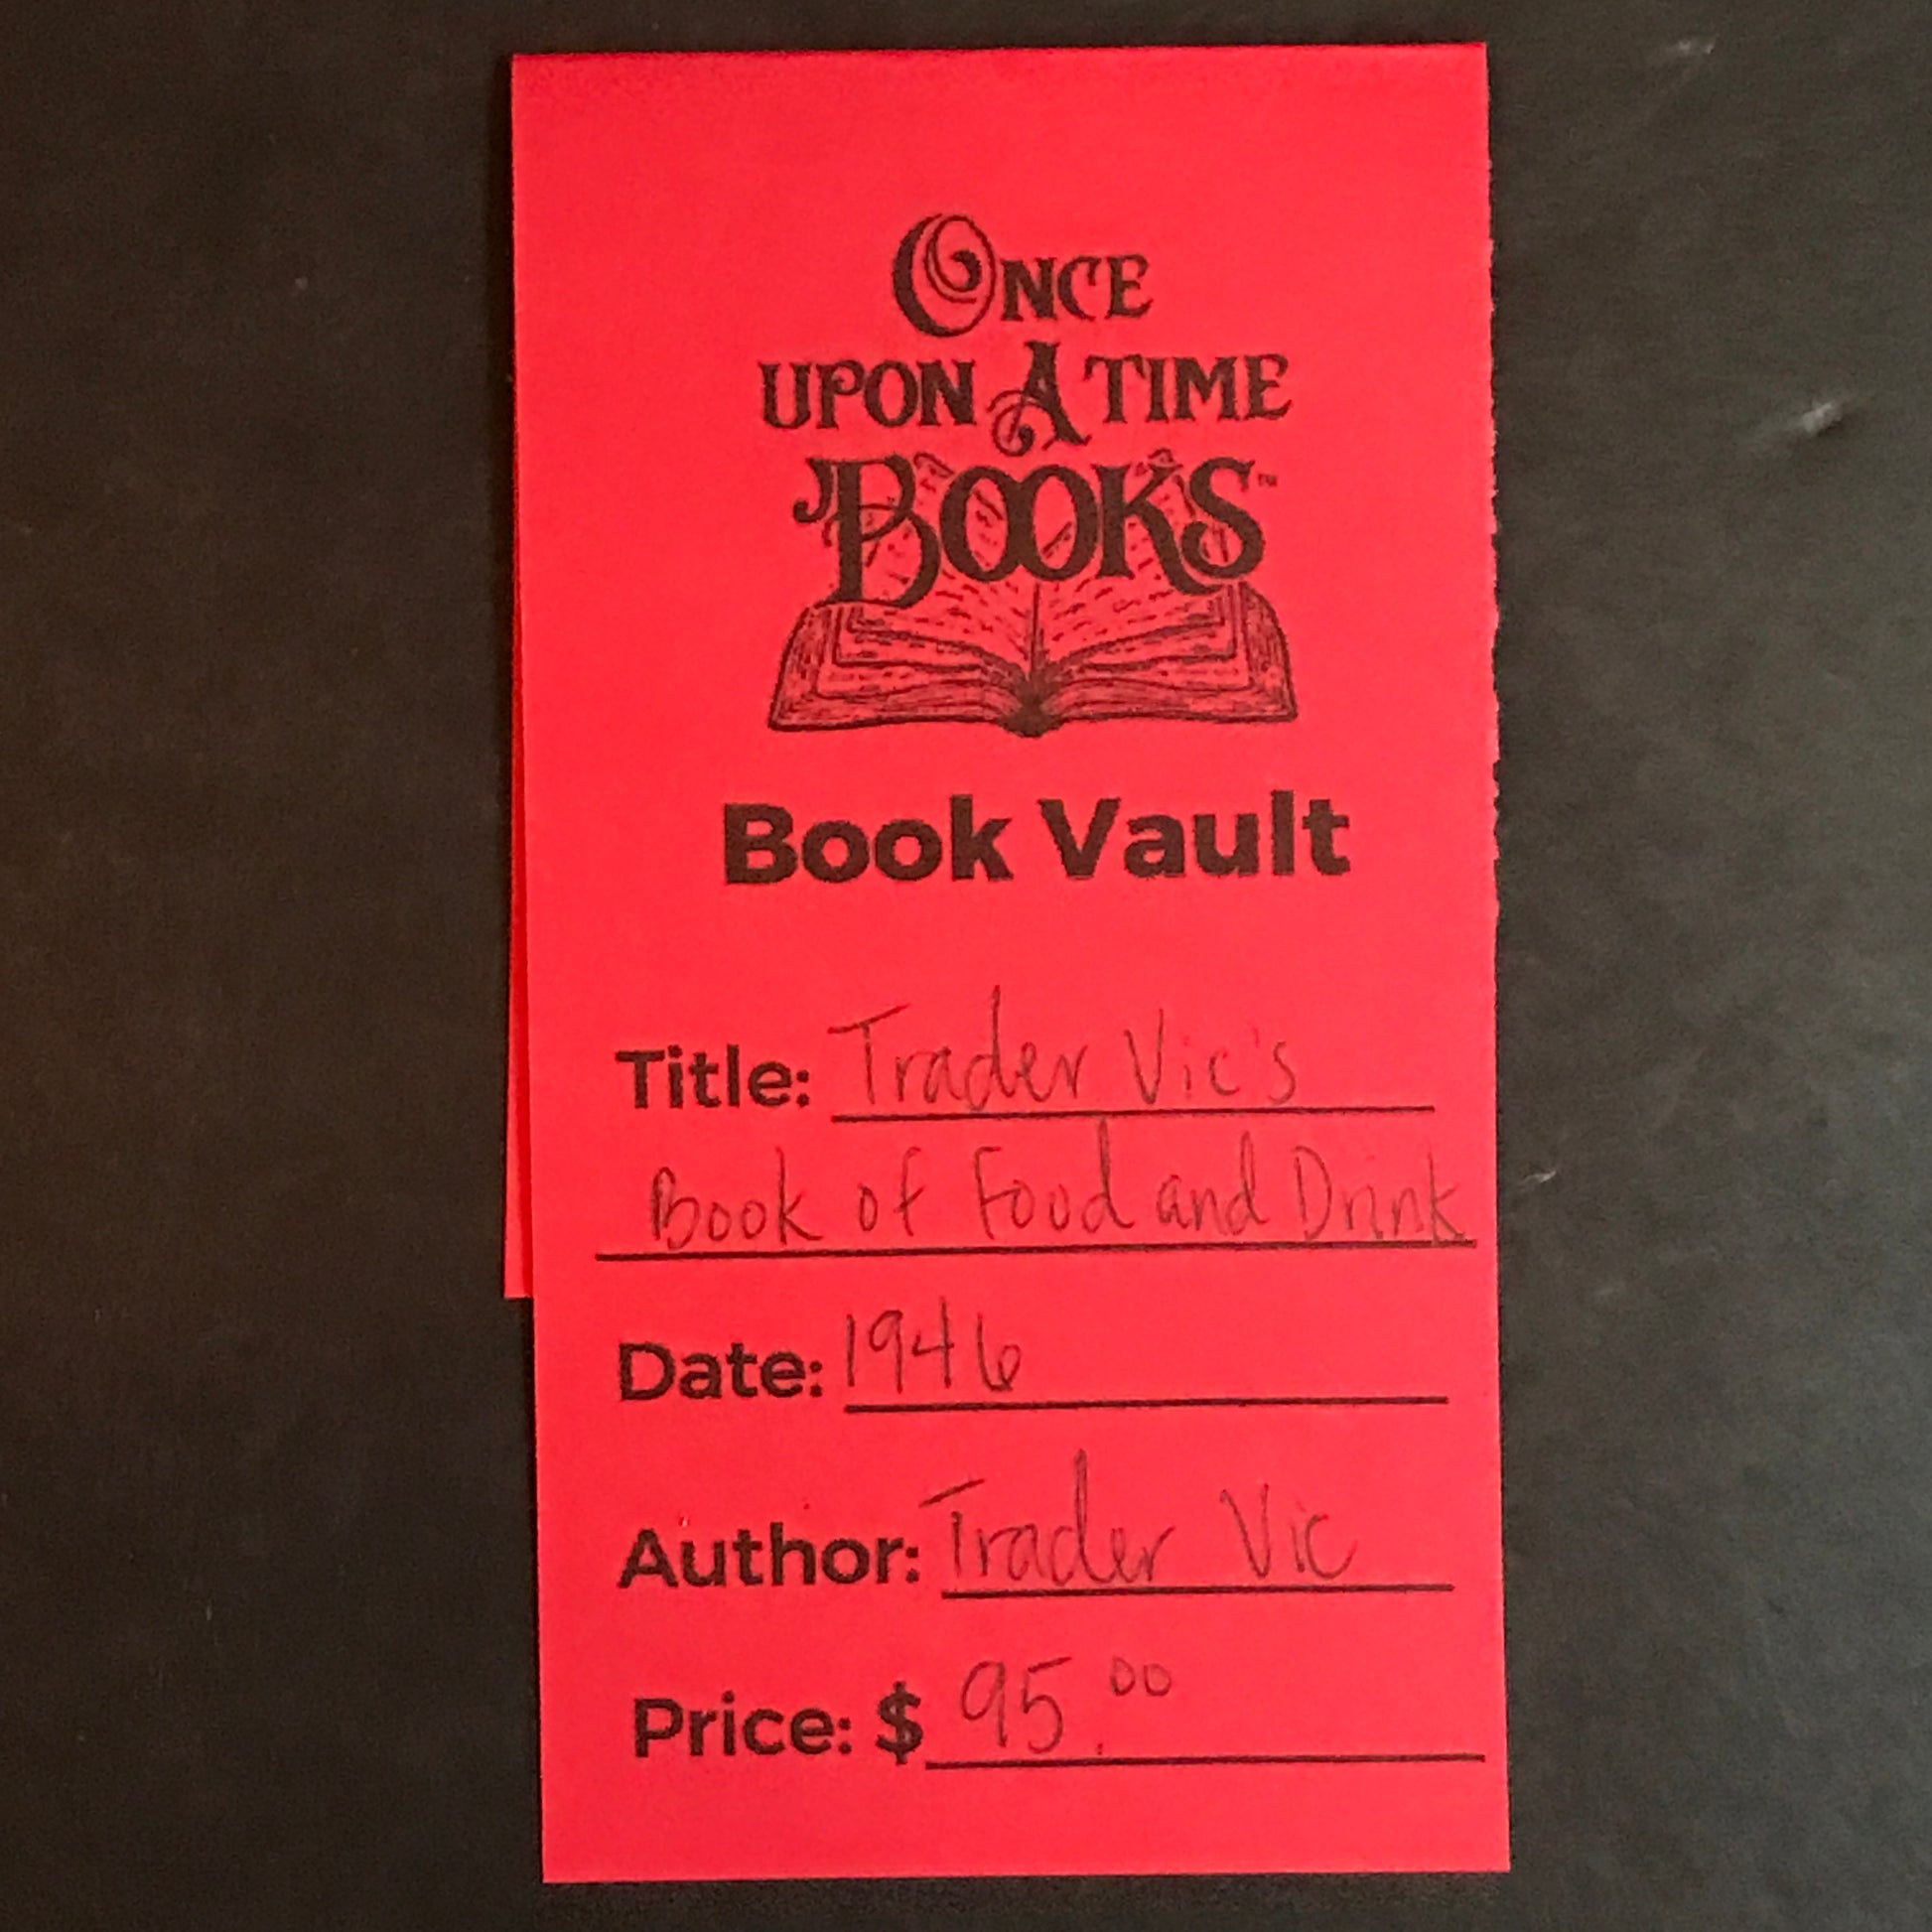 ONCE
UPON A TIME
BOOKS™
Book Vault
Title: Trader Vic's
Book of Food and Drink
Date: 1946
Author: Trader Vic
Price: $ 95.00